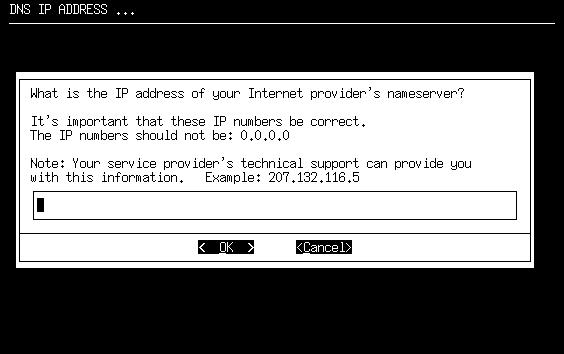 DNS IP ADDRESS ...
What is the IP address of your Internet provider's nameserver?
It's important that these IP numbers be correct.
The IP numbers should not be: 0.0.0.0
Note: Your service provider's technical support can provide you
with this information.  Example: 207.132.116.5
<  OK  > <Cancel>